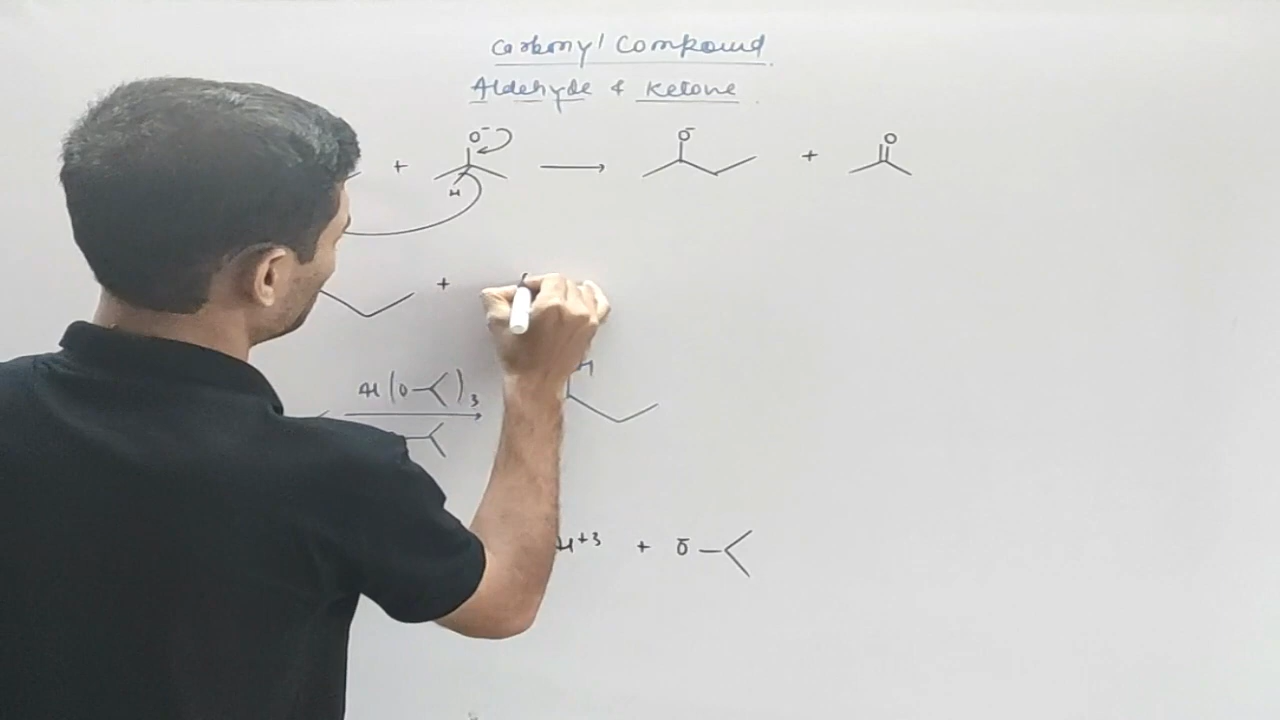 Carbonyl Compound
Aldehyde & Ketone
+ O⁻ H → O⁻ + O
+
Al(O )₃
+3 + Ō